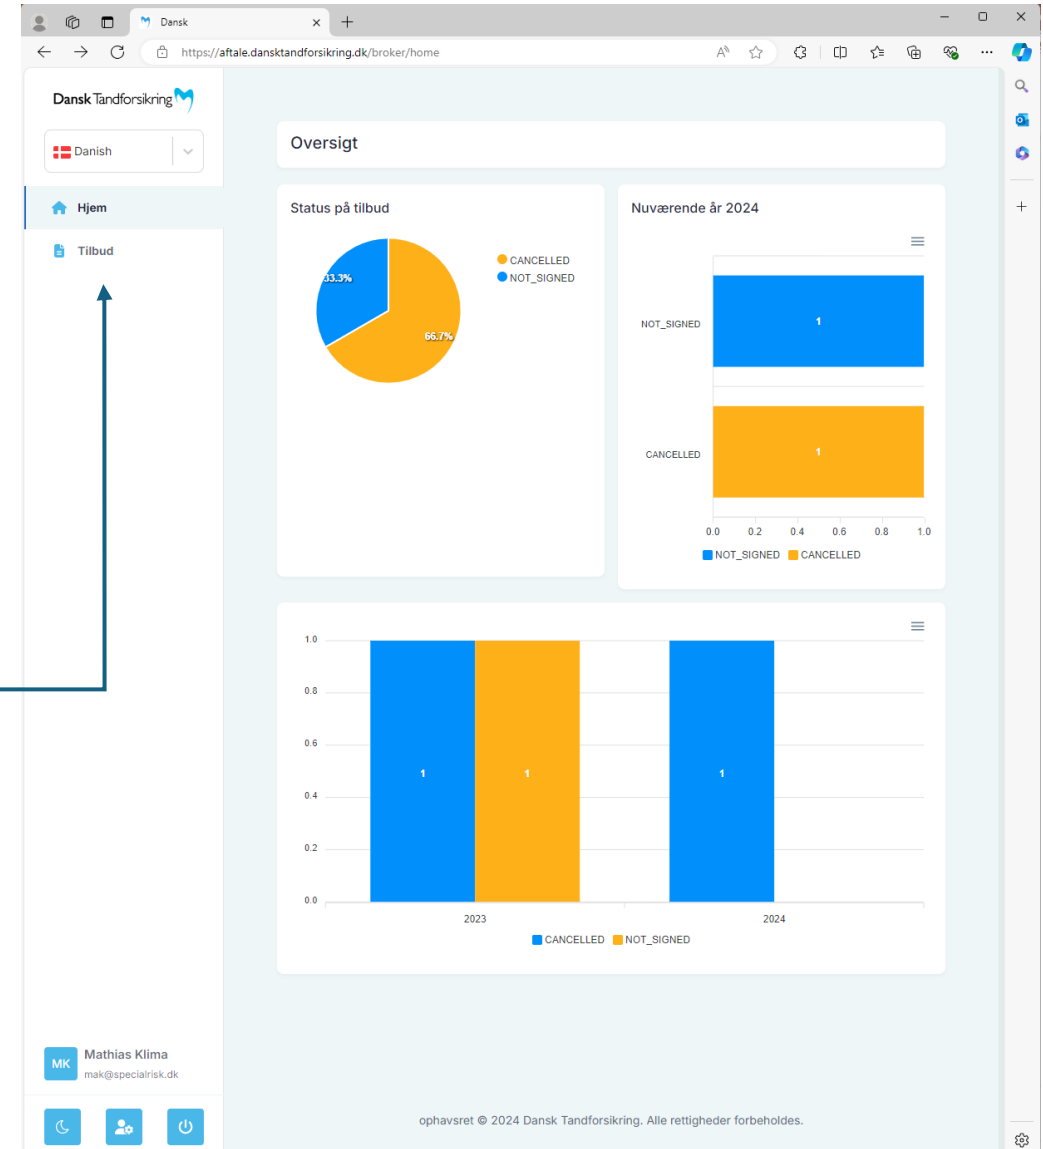 Dansk
https://aftale.dansktandforsikring.dk/broker/home
Dansk Tandforsikring
Danish
Hjem
Tilbud
Oversigt
Status på tilbud
33.3%
66.7%
CANCELLED
NOT_SIGNED
Nuværende år 2024
NOT_SIGNED
1
CANCELLED
1
0.0 0.2 0.4 0.6 0.8 1.0
NOT_SIGNED CANCELLED
1.0
0.8
0.6
1 1 1
0.4
0.2
0.0
2023 2024
CANCELLED NOT_SIGNED
MK
Mathias Klima
mak@specialrisk.dk
ophavsret © 2024 Dansk Tandforsikring. Alle rettigheder forbeholdes.